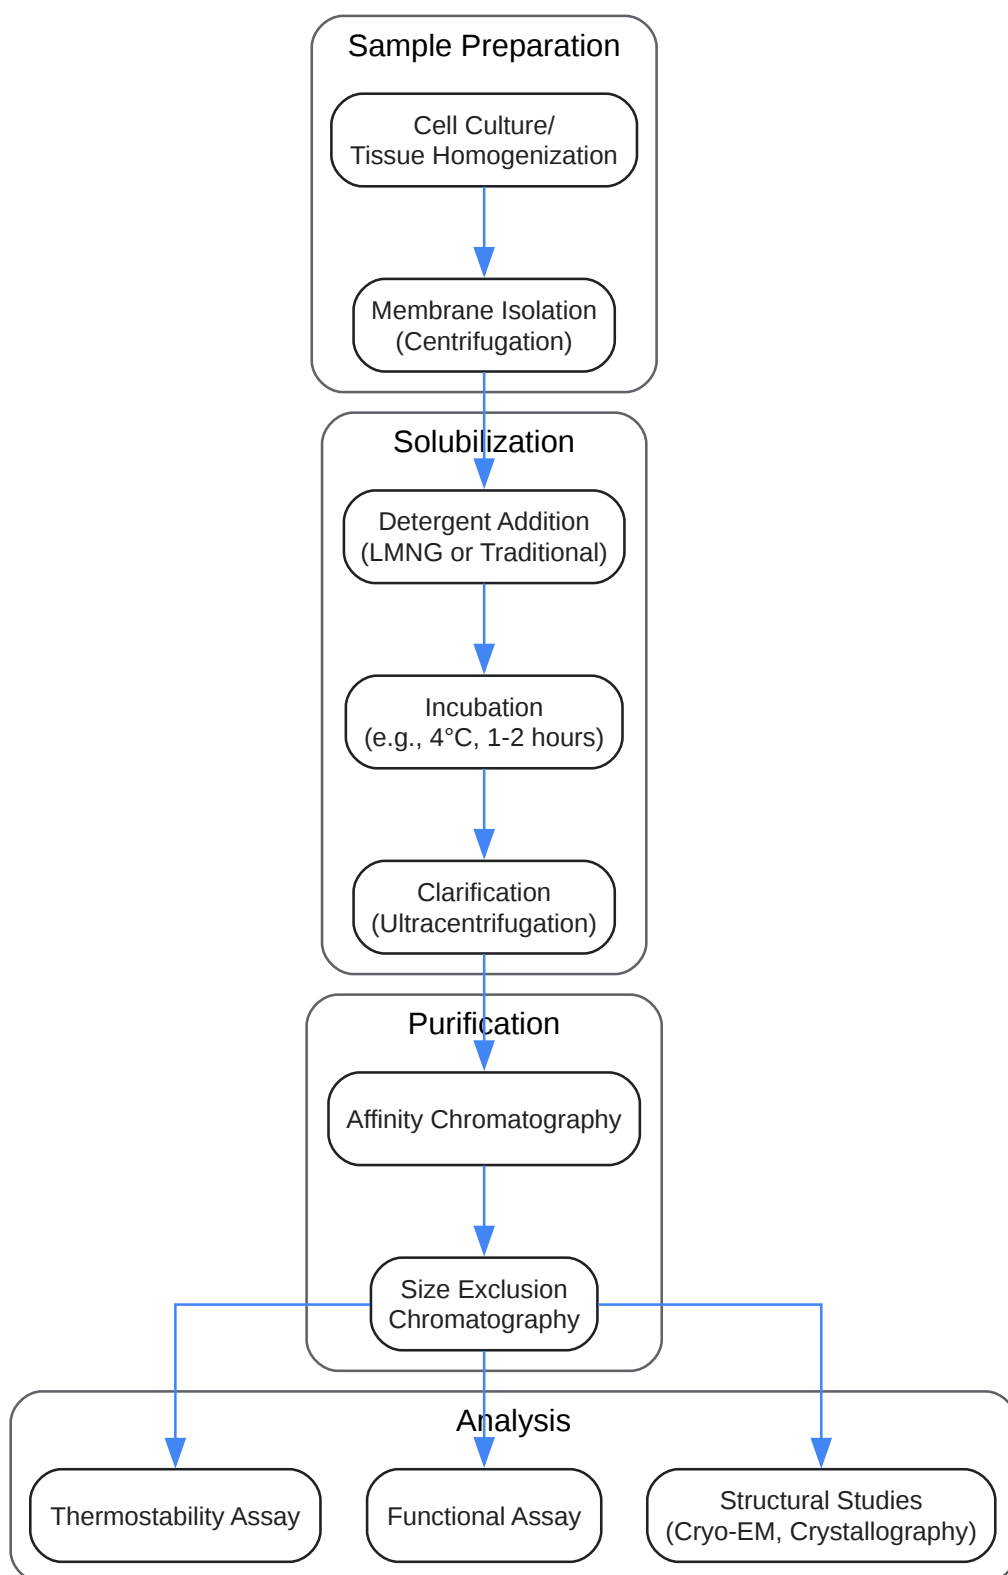 Sample Preparation
Cell Culture/
Tissue Homogenization
Membrane Isolation
(Centrifugation)
Solubilization
Detergent Addition
(LMNG or Traditional)
Incubation
(e.g., 4°C, 1-2 hours)
Clarification
(Ultracentrifugation)
Purification
Affinity Chromatography
Size Exclusion
Chromatography
Analysis
Thermostability Assay
Functional Assay
Structural Studies
(Cryo-EM, Crystallography)